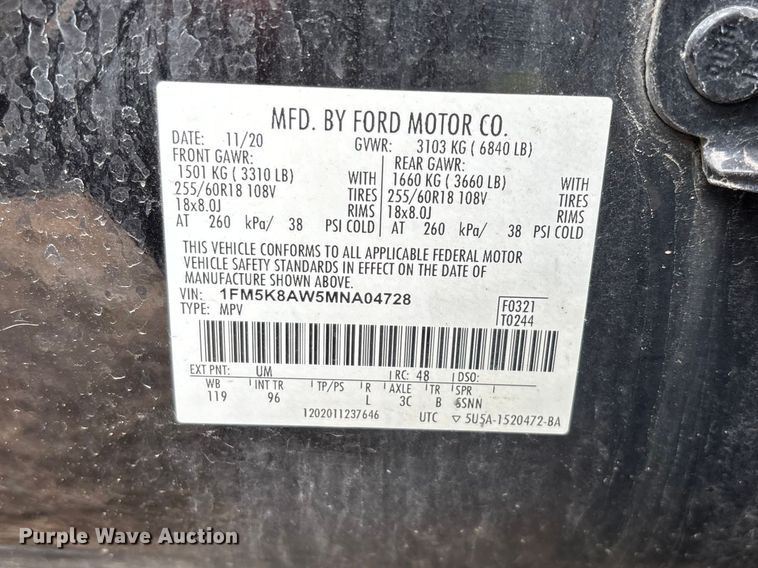 MFD. BY FORD MOTOR CO.
DATE: 11/20 GVWR: 3103 KG ( 6840 LB)
FRONT GAWR: REAR GAWR:
1501 KG ( 3310 LB) WITH 1660 KG ( 3660 LB) WITH
255/60R18 108V TIRES 255/60R18 108V TIRES
18x8.0J RIMS 18x8.0J RIMS
AT 260 kPa/ 38 PSI COLD AT 260 kPa/ 38 PSI COLD
THIS VEHICLE CONFORMS TO ALL APPLICABLE FEDERAL MOTOR
VEHICLE SAFETY STANDARDS IN EFFECT ON THE DATE OF
MANUFACTURE SHOWN ABOVE.
VIN: 1FM5K8AW5MNA04728
TYPE: MPV
F0321
T0244
EXT PNT: UM RC: 48 DSO:
WB INT TR TP/PS R AXLE TR SPR
119 96 L 3C B 5SNN
1202011237646 UTC ▽ 5U5A-1520472-BA
Purple Wave Auction